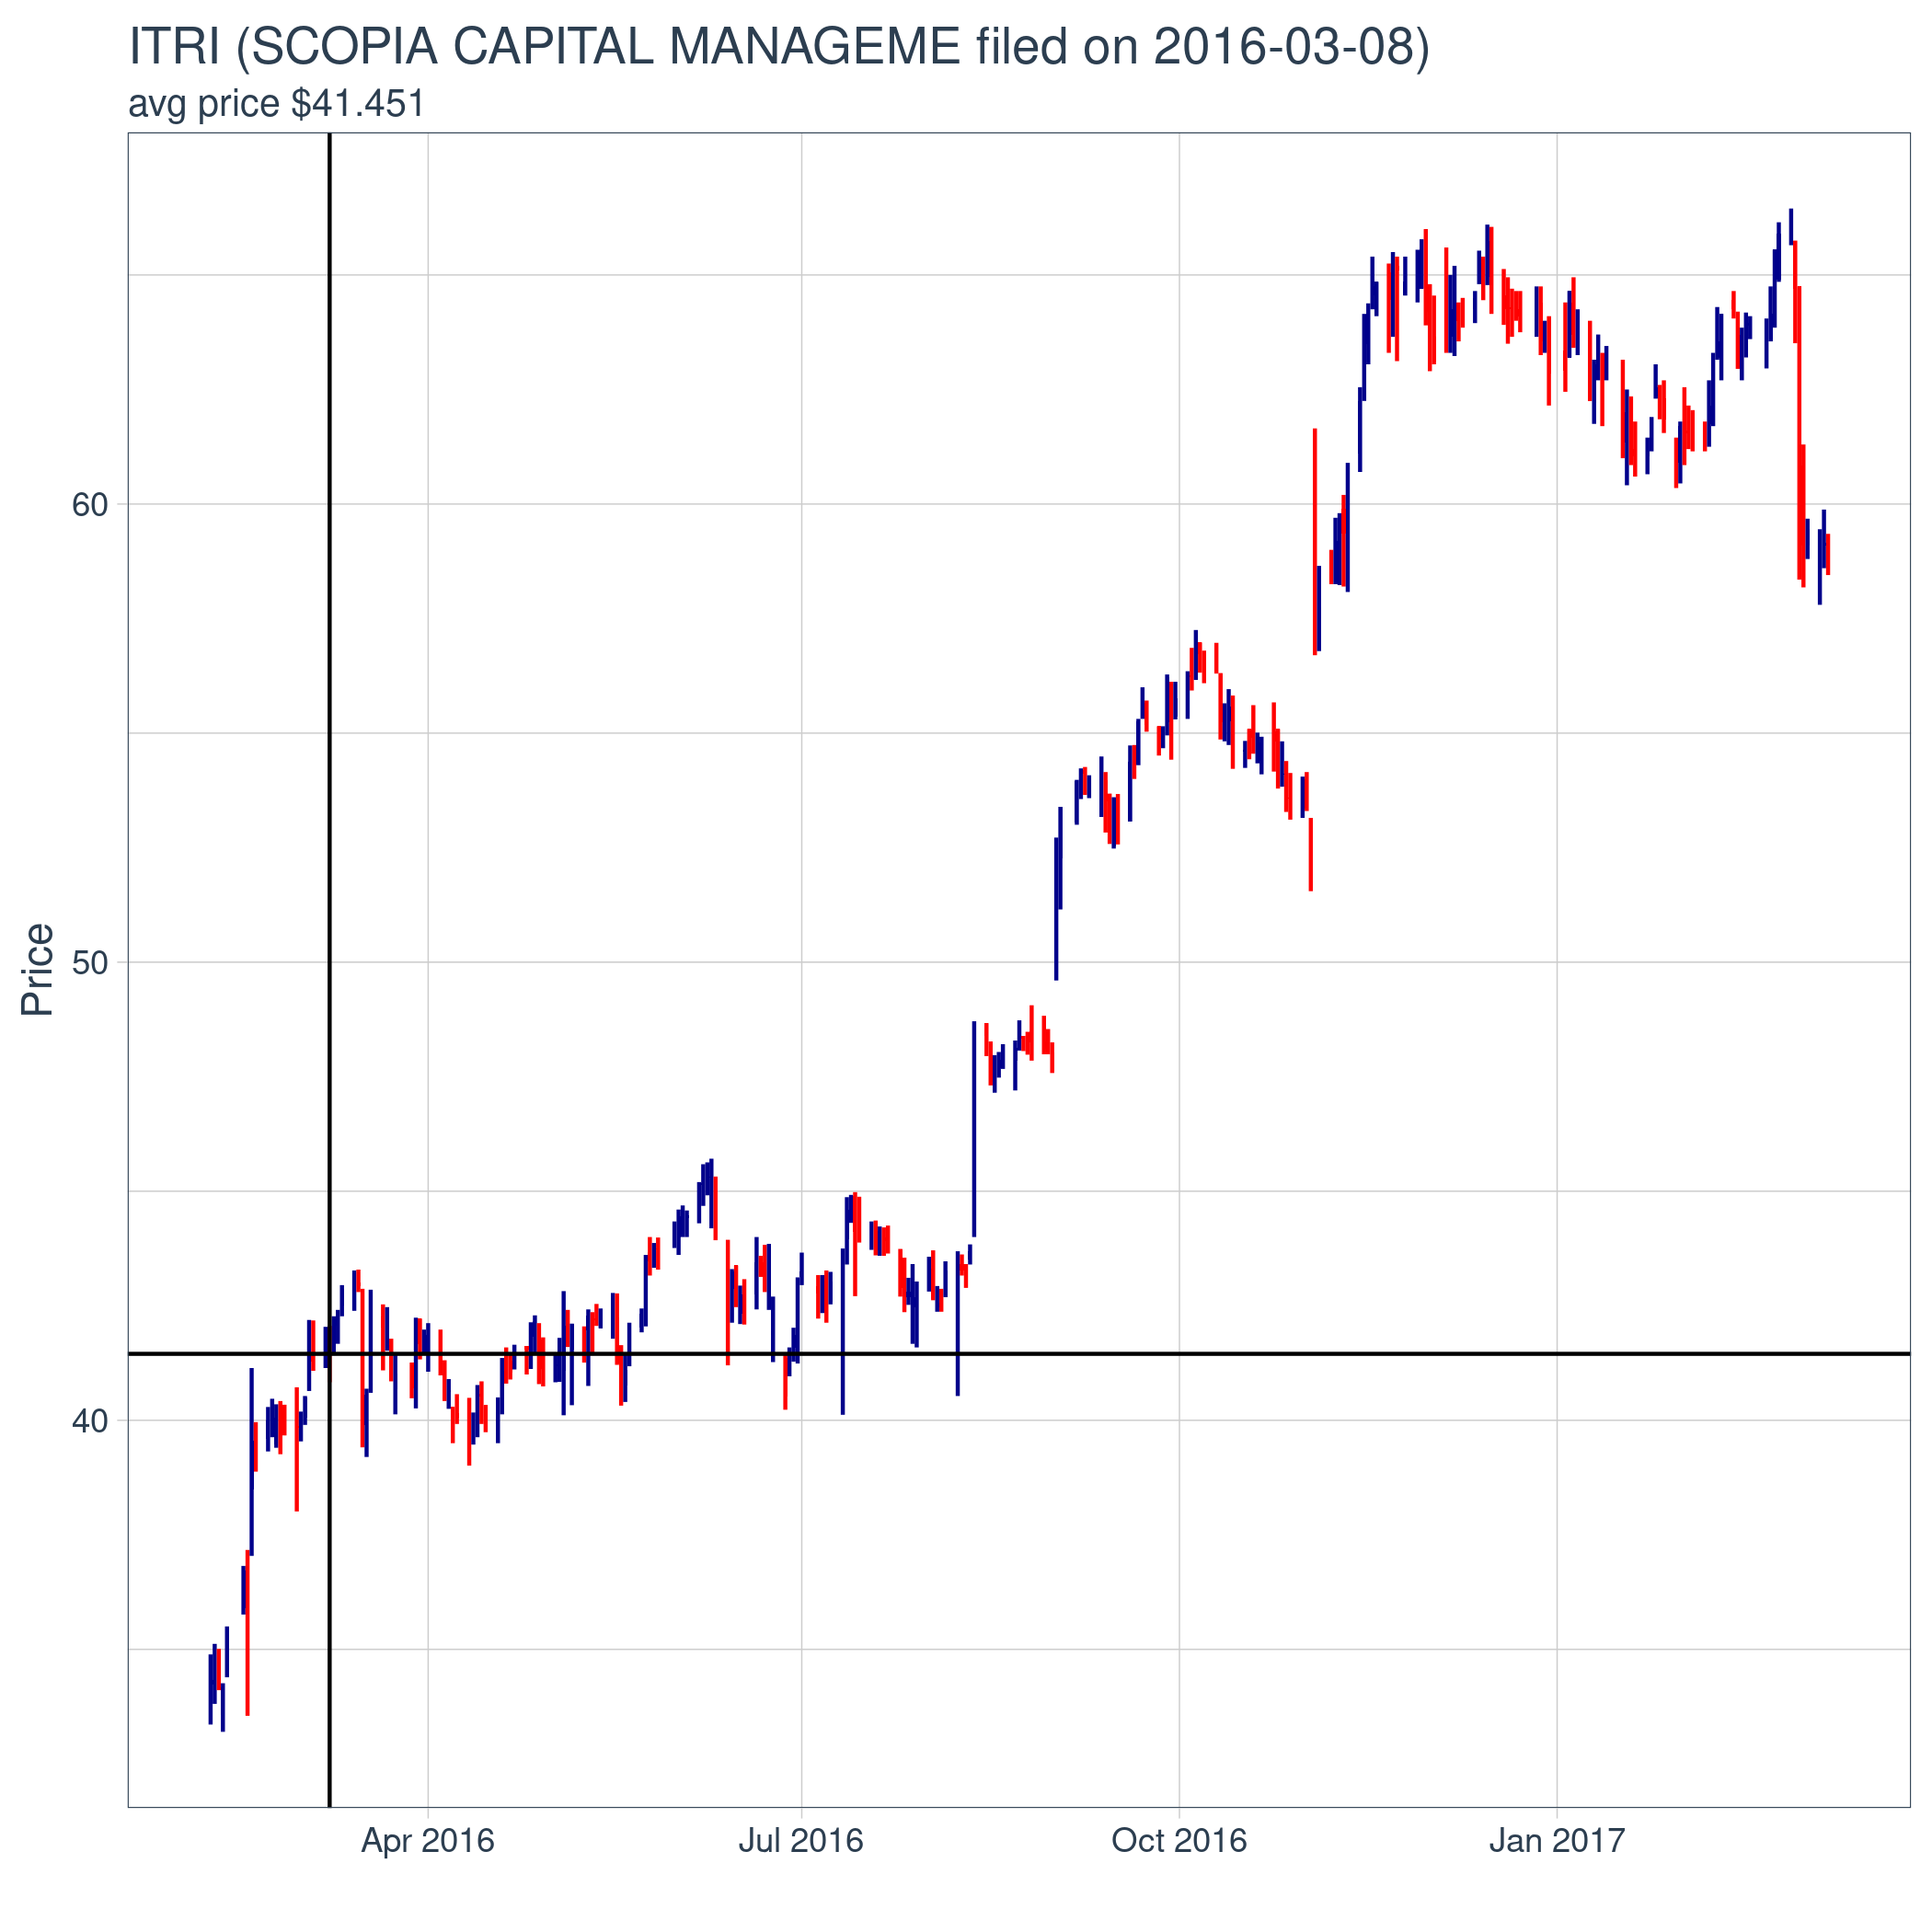 ITRI (SCOPIA CAPITAL MANAGEME filed on 2016-03-08)
avg price $41.451
Price
60
50
40
Apr 2016
Jul 2016
Oct 2016
Jan 2017